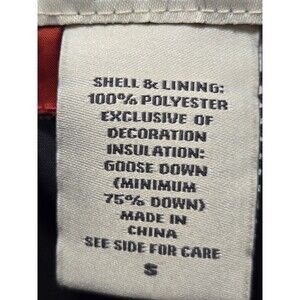 SHELL & LINING:
100% POLYESTER
EXCLUSIVE OF
DECORATION
INSULATION:
GOOSE DOWN
(MINIMUM
75% DOWN)
MADE IN
CHINA
SEE SIDE FOR CARE
S